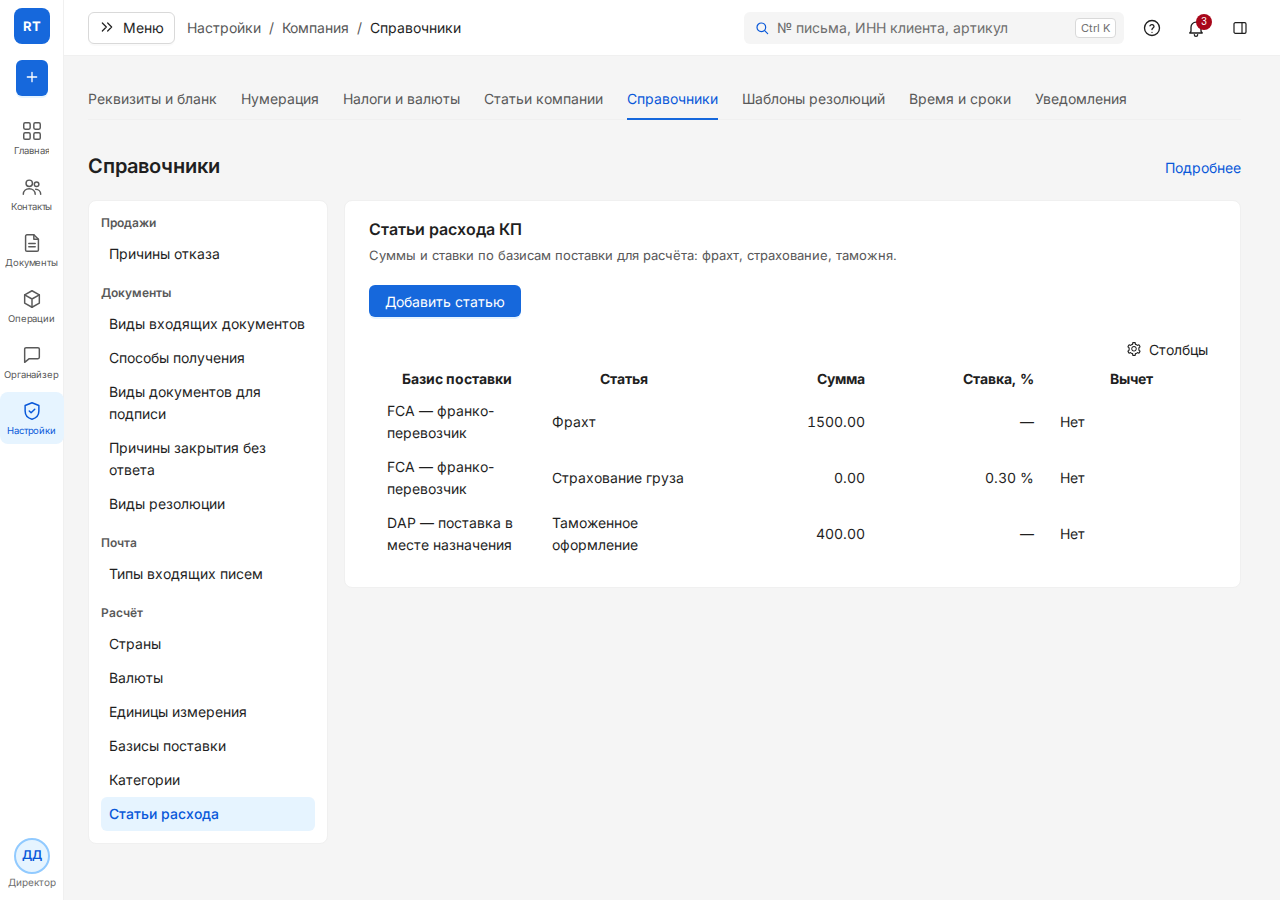 RT
Меню
Настройки / Компания / Справочники
№ письма, ИНН клиента, артикул
Ctrl K
3
Главная
Контакты
Документы
Операции
Органайзер
Настройки
ДД
Директор
Реквизиты и бланк
Нумерация
Налоги и валюты
Статьи компании
Справочники
Шаблоны резолюций
Время и сроки
Уведомления
Справочники
Подробнее
Продажи
Причины отказа
Документы
Виды входящих документов
Способы получения
Виды документов для
подписи
Причины закрытия без
ответа
Виды резолюции
Почта
Типы входящих писем
Расчёт
Страны
Валюты
Единицы измерения
Базисы поставки
Категории
Статьи расхода
Статьи расхода КП
Суммы и ставки по базисам поставки для расчёта: фрахт, страхование, таможня.
Добавить статью
Столбцы
Базис поставки Статья Сумма Ставка, % Вычет
FCA — франко-
перевозчик
Фрахт 1500.00 — Нет
FCA — франко-
перевозчик
Страхование груза 0.00 0.30 % Нет
DAP — поставка в
месте назначения
Таможенное
оформление
400.00 — Нет